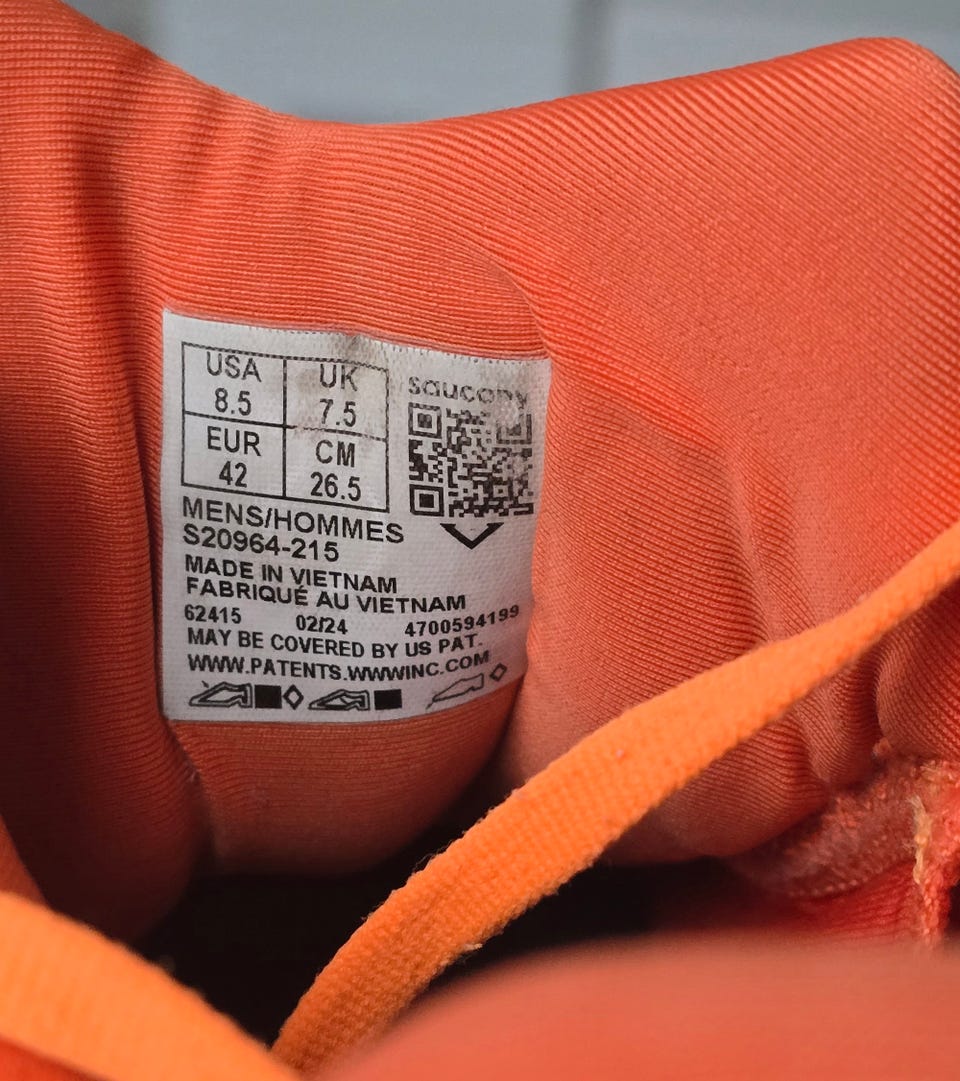 USA UK
8.5 7.5
EUR CM
42 26.5
saucony
MENS/HOMMES
S20964-215
MADE IN VIETNAM
FABRIQUÉ AU VIETNAM
62415 02/24 4700594199
MAY BE COVERED BY US PAT.
WWW.PATENTS.WWWINC.COM